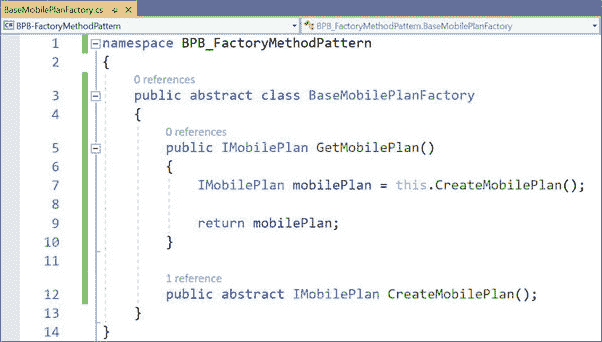 BaseMobilePlanFactory.cs
BPB-FactoryMethodPattern BPB_FactoryMethodPattern.BaseMobilePlanFactory
1 namespace BPB_FactoryMethodPattern
2 {
0 references
3 public abstract class BaseMobilePlanFactory
4 {
0 references
5 public IMobilePlan GetMobilePlan()
6 {
7 IMobilePlan mobilePlan = this.CreateMobilePlan();
8
9 return mobilePlan;
10 }
11
1 reference
12 public abstract IMobilePlan CreateMobilePlan();
13 }
14 }